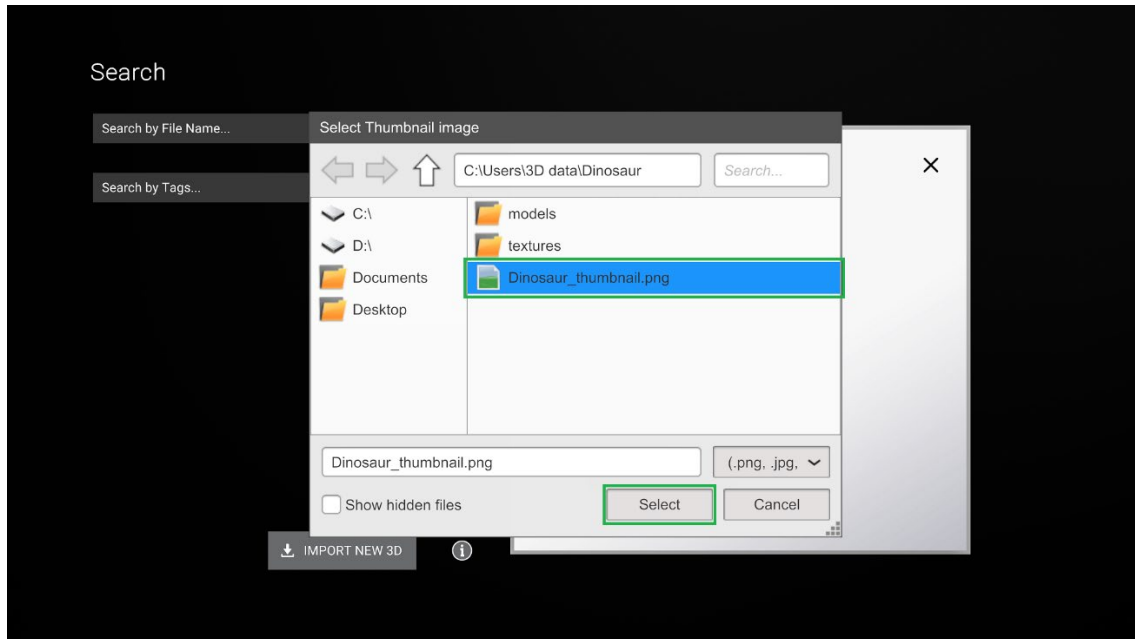 Search
Search by File Name...
Search by Tags...
Select Thumbnail image
C:\Users\3D data\Dinosaur
Search...
C:\
D:\
Documents
Desktop
models
textures
Dinosaur_thumbnail.png
Dinosaur_thumbnail.png
(.png, .jpg,
Show hidden files
Select
Cancel
IMPORT NEW 3D
i